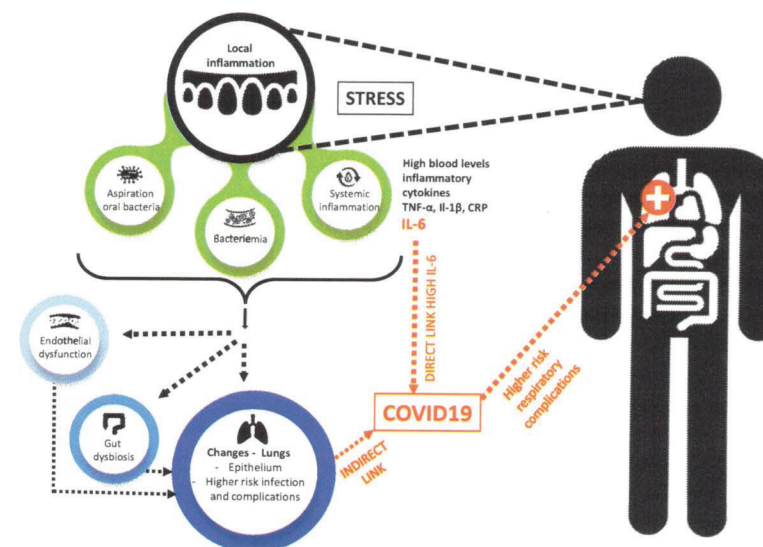 Local
inflammation
STRESS
Aspiration
oral bacteria
Bacteriemia
Systemic
inflammation
High blood levels
inflammatory
cytokines
TNF-α, Il-1β, CRP
IL-6
DIRECT LINK HIGH IL-6
Endothelial
dysfunction
Gut
dysbiosis
Changes - Lungs
- Epithelium
- Higher risk infection
and complications
INDIRECT
LINK
COVID19
Higher risk
respiratory
complications